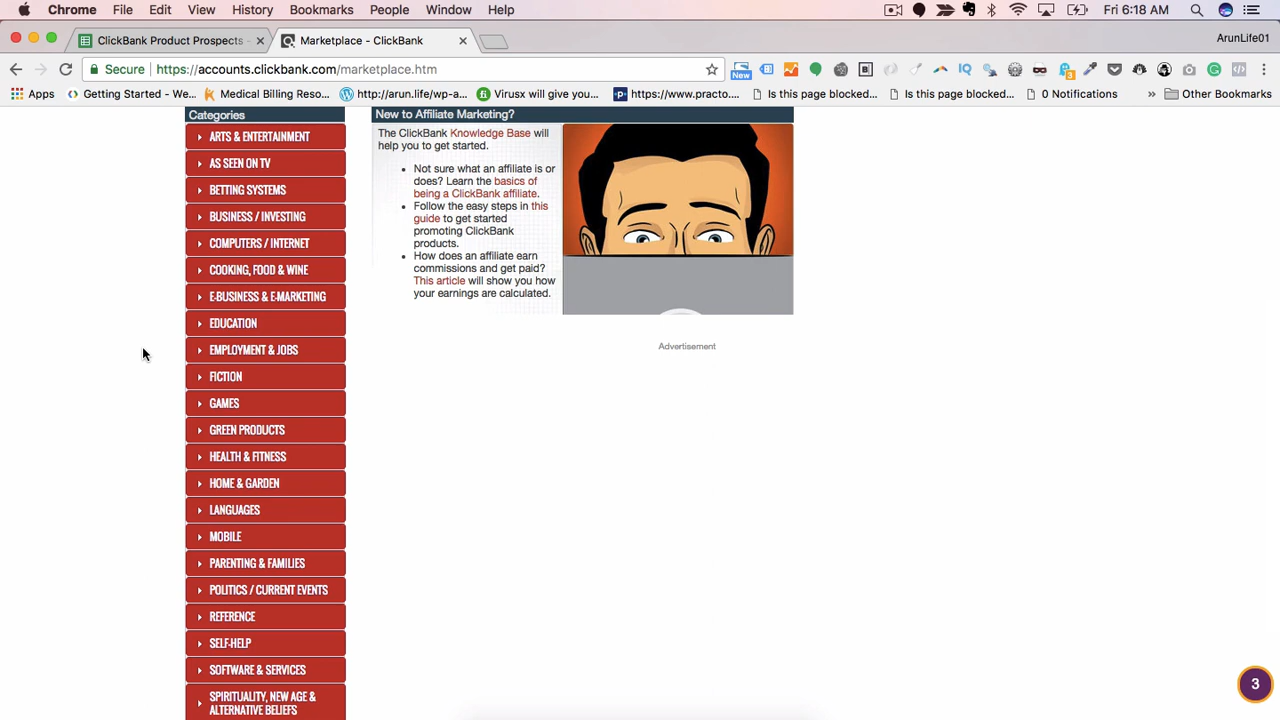 Chrome File Edit View History Bookmarks People Window Help Fri 6:18 AM
ClickBank Product Prospects - Marketplace - ClickBank ArunLife01
Secure https://accounts.clickbank.com/marketplace.htm New 3
Apps Getting Started - We... Medical Billing Reso... http://arun.life/wp-a... Virusx will give you... https://www.practo.... Is this page blocked... Is this page blocked... 0 Notifications » Other Bookmarks
Categories
ARTS & ENTERTAINMENT
AS SEEN ON TV
BETTING SYSTEMS
BUSINESS / INVESTING
COMPUTERS / INTERNET
COOKING, FOOD & WINE
E-BUSINESS & E-MARKETING
EDUCATION
EMPLOYMENT & JOBS
FICTION
GAMES
GREEN PRODUCTS
HEALTH & FITNESS
HOME & GARDEN
LANGUAGES
MOBILE
PARENTING & FAMILIES
POLITICS / CURRENT EVENTS
REFERENCE
SELF-HELP
SOFTWARE & SERVICES
SPIRITUALITY, NEW AGE &
ALTERNATIVE BELIEFS
New to Affiliate Marketing?
The ClickBank Knowledge Base will
help you to get started.
• Not sure what an affiliate is or
does? Learn the basics of
being a ClickBank affiliate.
• Follow the easy steps in this
guide to get started
promoting ClickBank
products.
• How does an affiliate earn
commissions and get paid?
This article will show you how
your earnings are calculated.
Advertisement
3